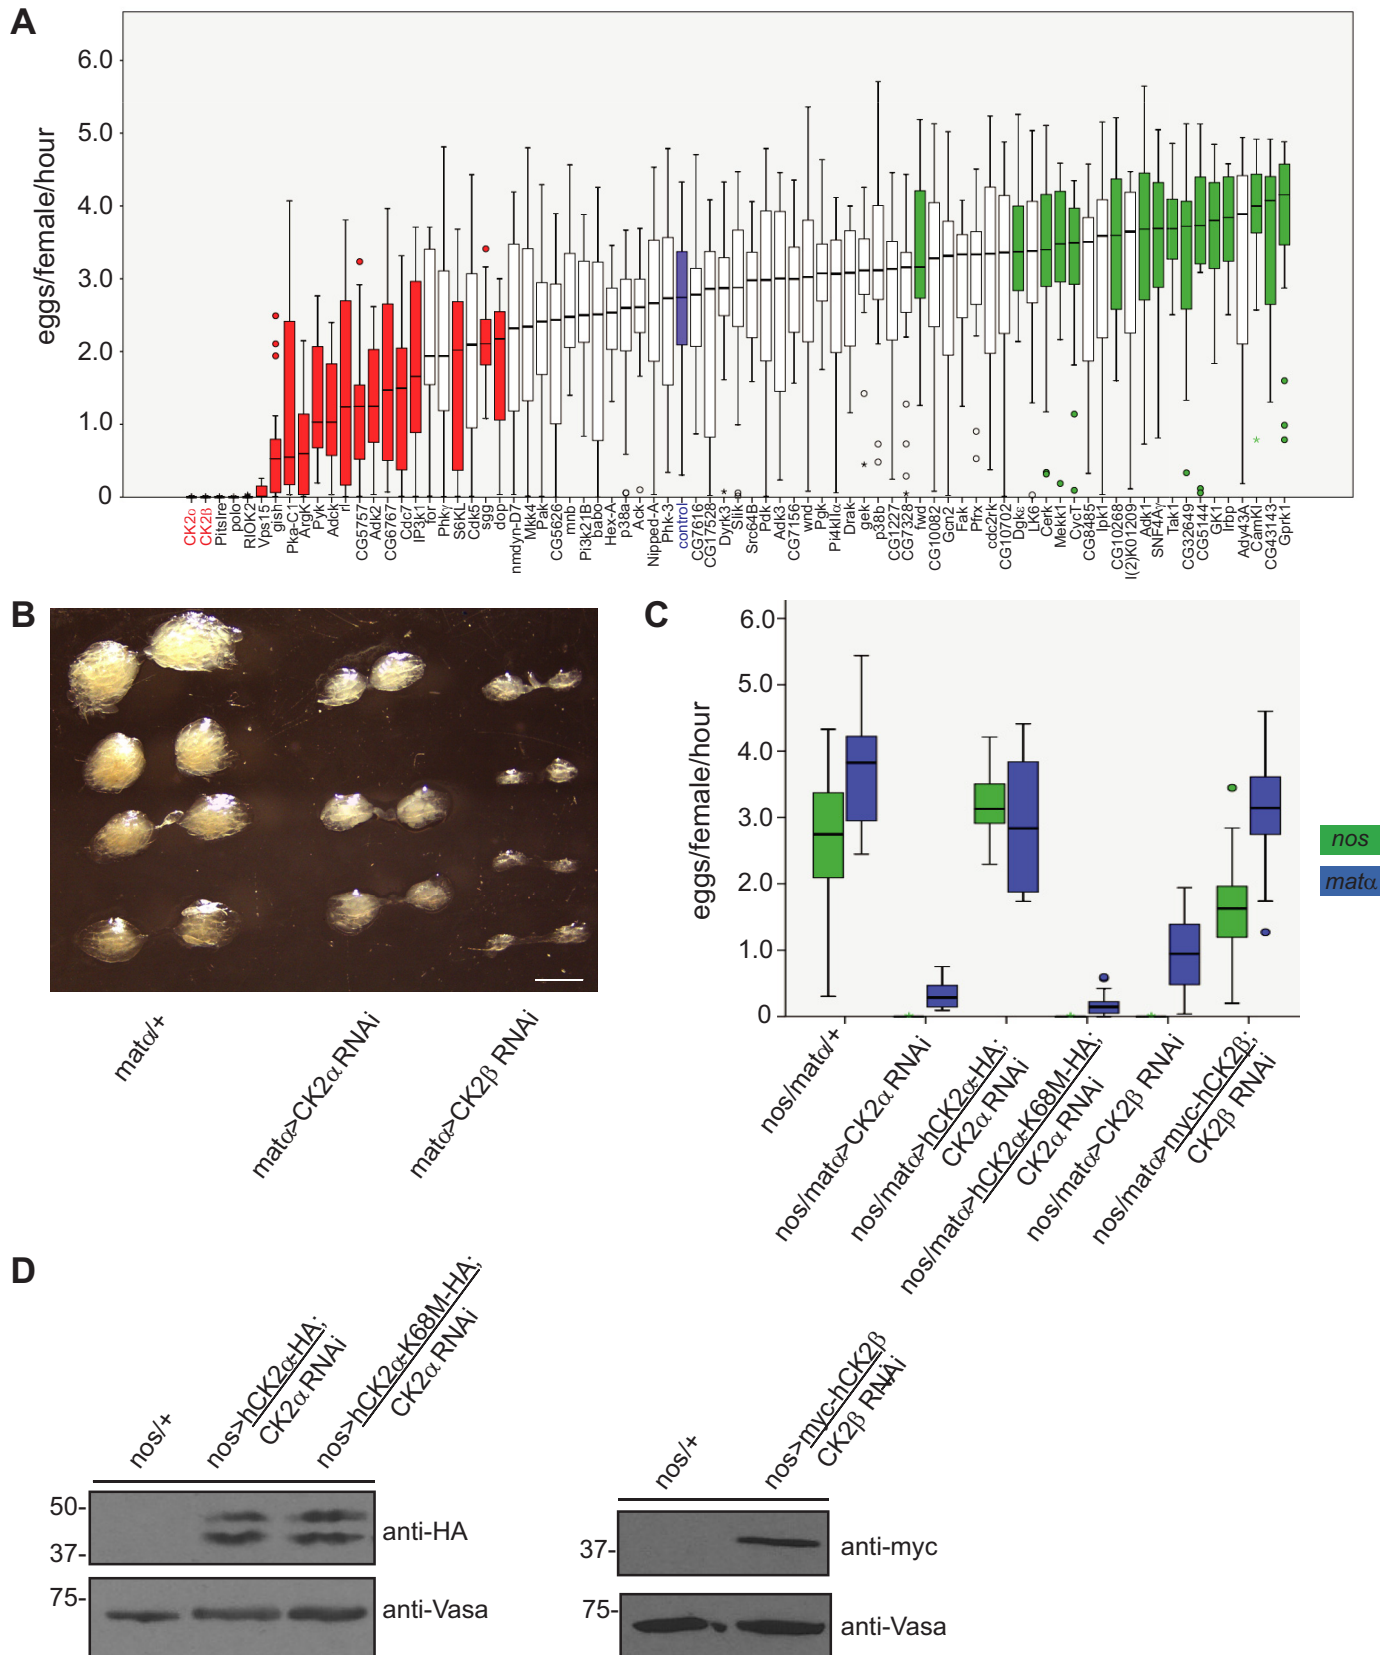 A
eggs/female/hour
6.0
5.0
4.0
3.0
2.0
1.0
0
CK2α
CK2β
Pitslre
polo
RIOK2
Vps15
gish
Pka-C1
ArgK
Pyk
Adck
rl
CG5757
Adk2
CG6767
Cdc7
IP3k1
for
Phkγ
S6KL
Cdk5
sgg
dop
nmdyn-D7
Mkk4
Pak
CG5626
mnb
Pi3k21B
babo
Hex-A
p38a
Ack
Nipped-A
Phk-3
control
CG7616
CG17528
Dyrk3
Slik
Src64B
Pdk
Adk3
CG7156
wnd
Pgk
Pi4kIIα
Drak
gek
p38b
CG1227
CG7328
fwd
CG10082
Gcn2
Fak
Pfrx
cdc2rk
CG10702
Dgkε
LK6
Cerk
Mekk1
CycT
CG8485
Ipk1
CG10268
l(2)K01209
Adk1
SNF4Aγ
Tak1
CG32649
CG5144
GK1
Irbp
Ady43A
CamKI
CG43143
Gprk1
B
matα/+
matα>CK2α RNAi
matα>CK2β RNAi
C
eggs/female/hour
6.0
5.0
4.0
3.0
2.0
1.0
0
nos
matα
nos/matα/+
nos/matα>CK2α RNAi
nos/matα>hCK2α-HA;
CK2α RNAi
nos/matα>hCK2α-K68M-HA;
CK2α RNAi
nos/matα>CK2β RNAi
nos/matα>myc-hCK2β;
CK2β RNAi
D
nos/+
nos>hCK2α-HA;
CK2α RNAi
nos>hCK2α-K68M-HA;
CK2α RNAi
50-
37-
anti-HA
75-
anti-Vasa
nos/+
nos>myc-hCK2β
CK2β RNAi
37-
anti-myc
75-
anti-Vasa